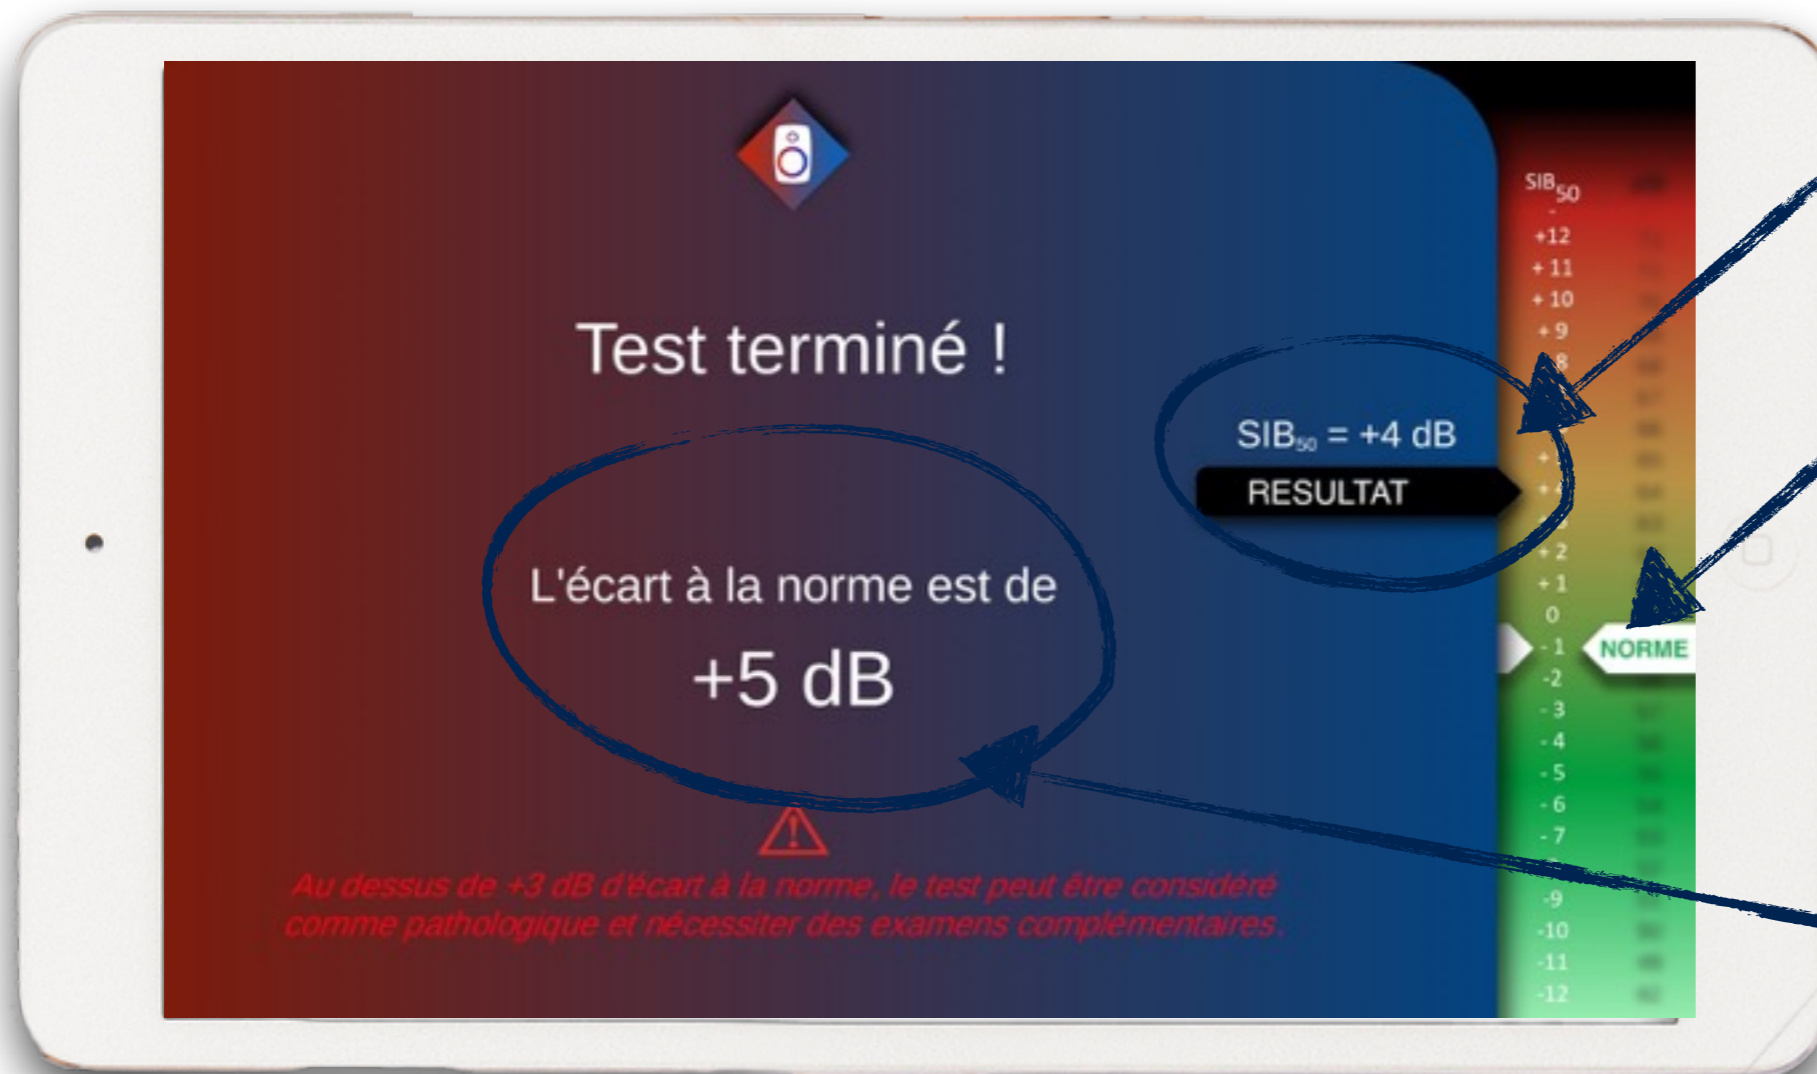 Test terminé !
SIB₅₀ = +4 dB
RESULTAT
L'écart à la norme est de
+5 dB
Au dessus de +3 dB d'écart à la norme, le test peut être considéré
comme pathologique et nécessiter des examens complémentaires.
SIB₅₀
+12
+ 11
+ 10
+ 9
8
+ 2
+ 1
0
- 1
NORME
-2
- 3
- 4
- 5
- 6
- 7
-9
-10
-11
-12